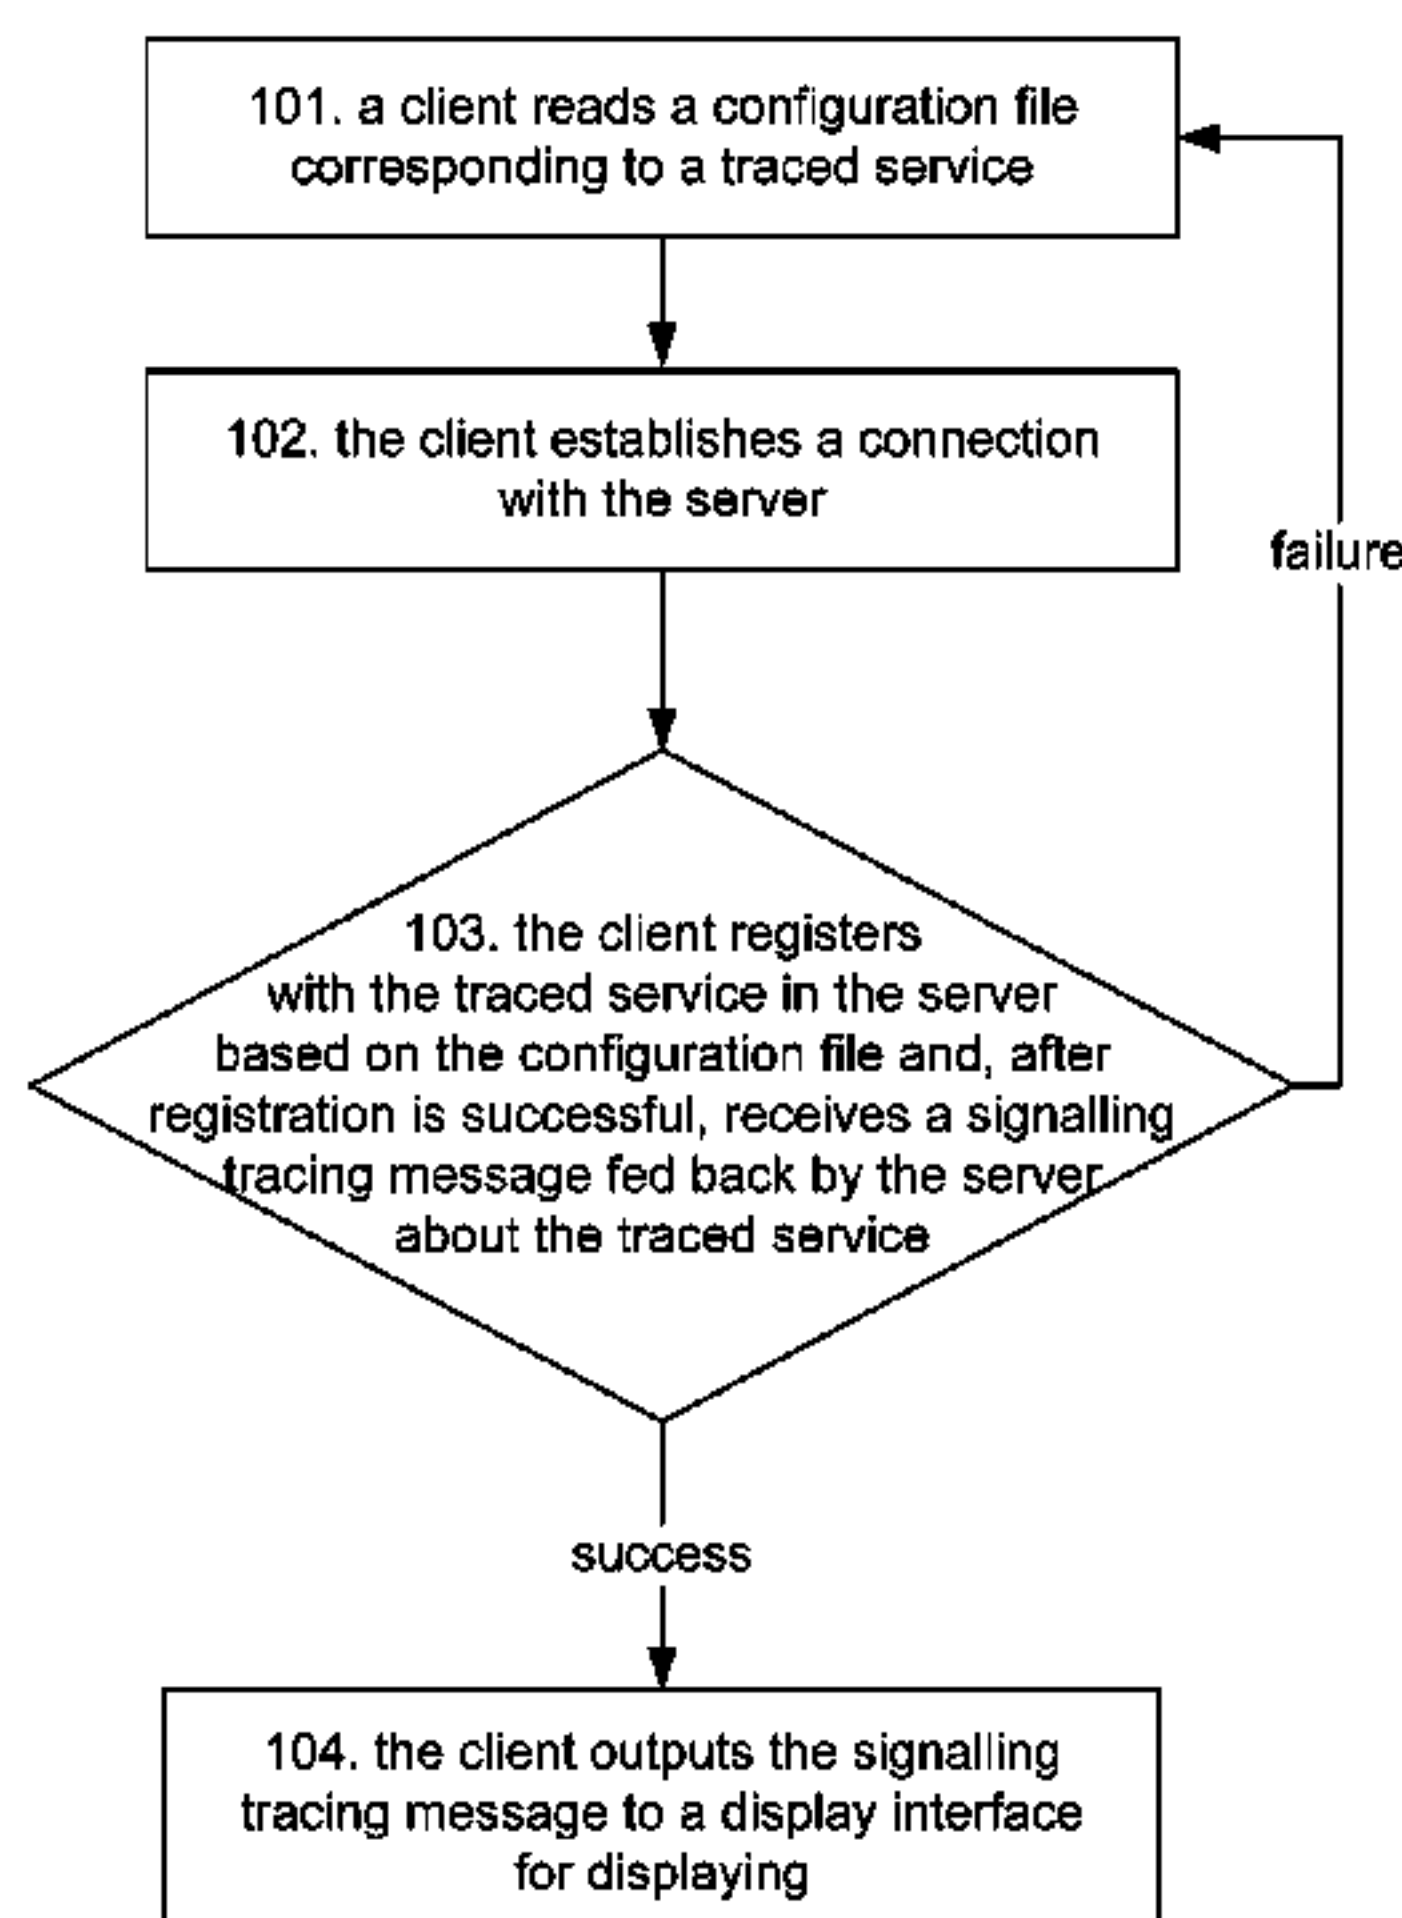 101. a client reads a configuration file
corresponding to a traced service
102. the client establishes a connection
with the server
failure
103. the client registers
with the traced service in the server
based on the configuration file and, after
registration is successful, receives a signalling
tracing message fed back by the server
about the traced service
success
104. the client outputs the signalling
tracing message to a display interface
for displaying